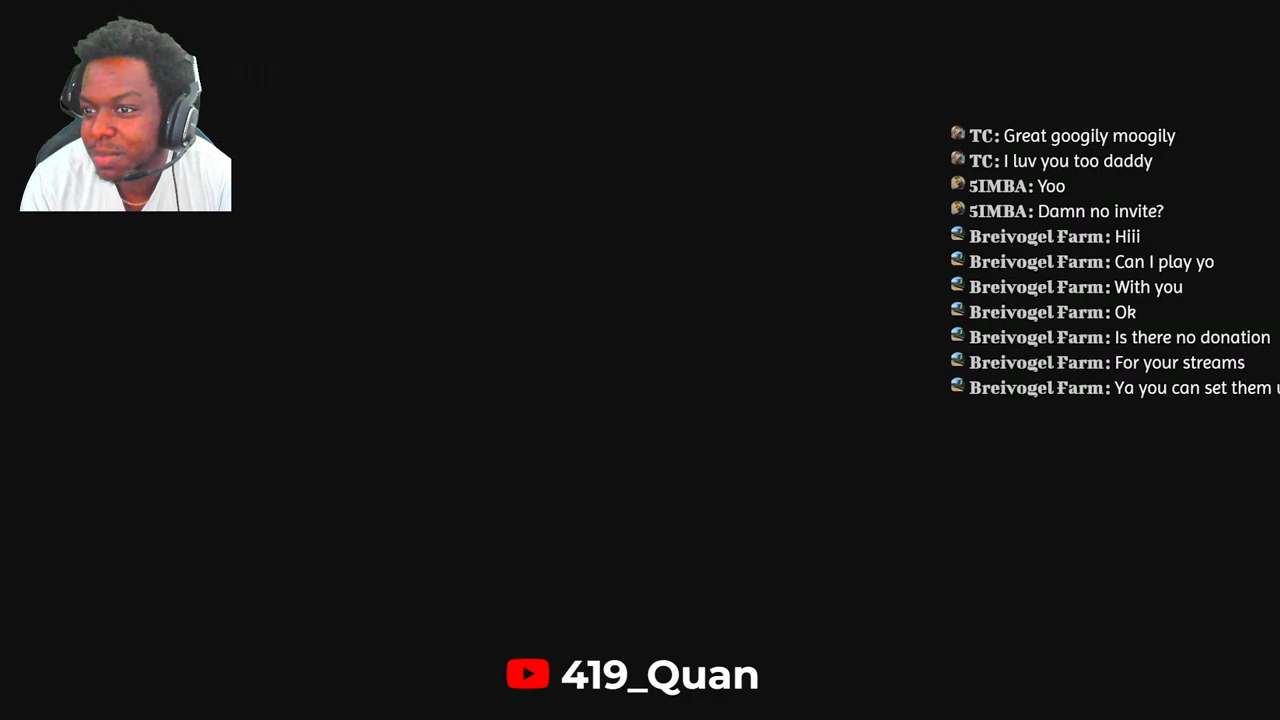 TC: Great googily moogily
TC: I luv you too daddy
5IMBA: Yoo
5IMBA: Damn no invite?
Breivogel Farm: Hiii
Breivogel Farm: Can I play yo
Breivogel Farm: With you
Breivogel Farm: Ok
Breivogel Farm: Is there no donation
Breivogel Farm: For your streams
Breivogel Farm: Ya you can set them
419_Quan